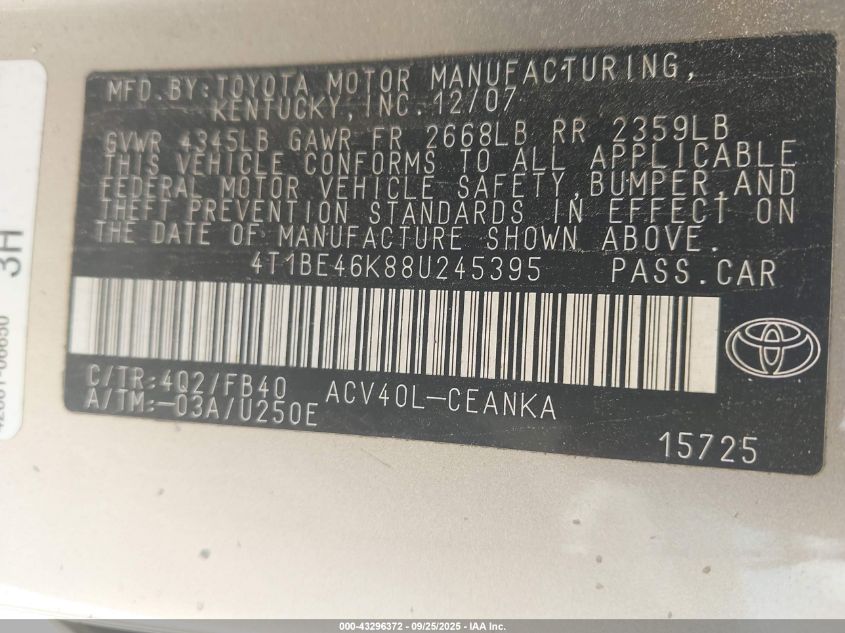 MFD.BY:TOYOTA MOTOR MANUFACTURING,
KENTUCKY,INC.12/07
GVWR 4345LB GAWR FR 2668LB RR 2359LB
THIS VEHICLE CONFORMS TO ALL APPLICABLE
FEDERAL MOTOR VEHICLE SAFETY,BUMPER,AND
THEFT PREVENTION STANDARDS IN EFFECT ON
THE DATE OF MANUFACTURE SHOWN ABOVE.
4T1BE46K88U245395 PASS.CAR
C/TR:4Q2/FB40 ACV40L-CEANKA
A/TM:-03A/U250E
15725
3H
000-43296372 - 09/25/2025 - IAA Inc.